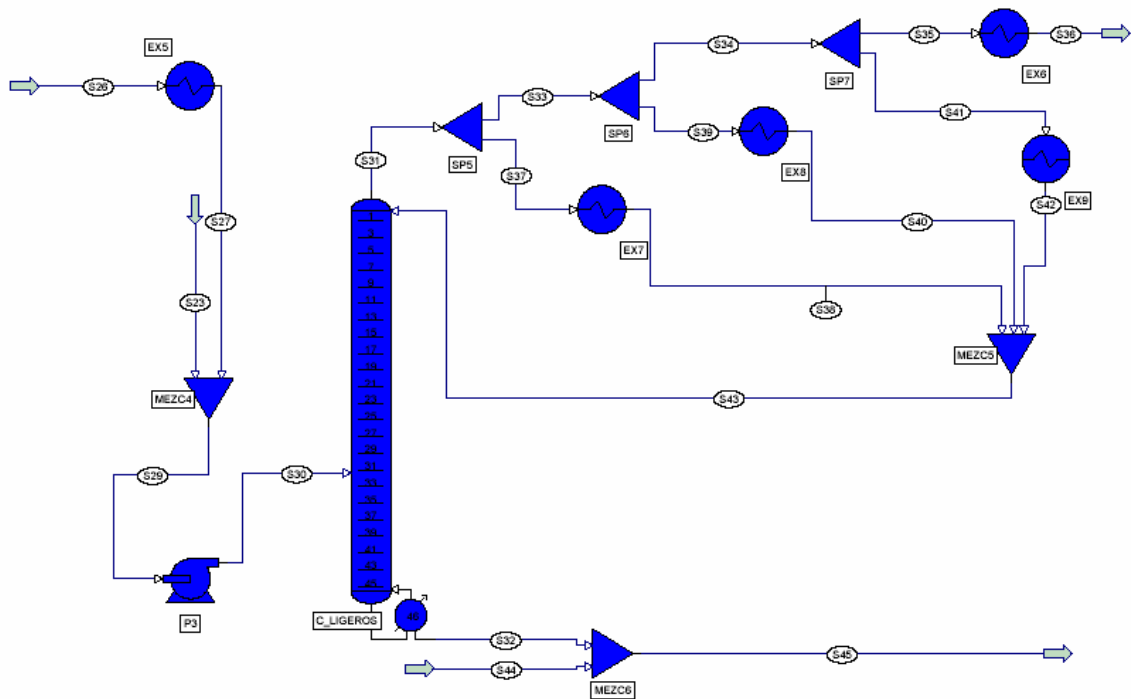 EX5
S26
S27
S23
MEZC4
S29
S30
P3
S31
SP5
S33
S37
SP6
S34
S39
SP7
S35
EX6
S36
S41
EX8
EX9
S42
S40
EX7
S38
MEZC5
S43
1
3
5
7
9
11
13
15
17
19
21
23
25
27
29
31
33
35
37
39
41
43
45
C_LIGEROS
46
S32
S44
MEZC6
S45